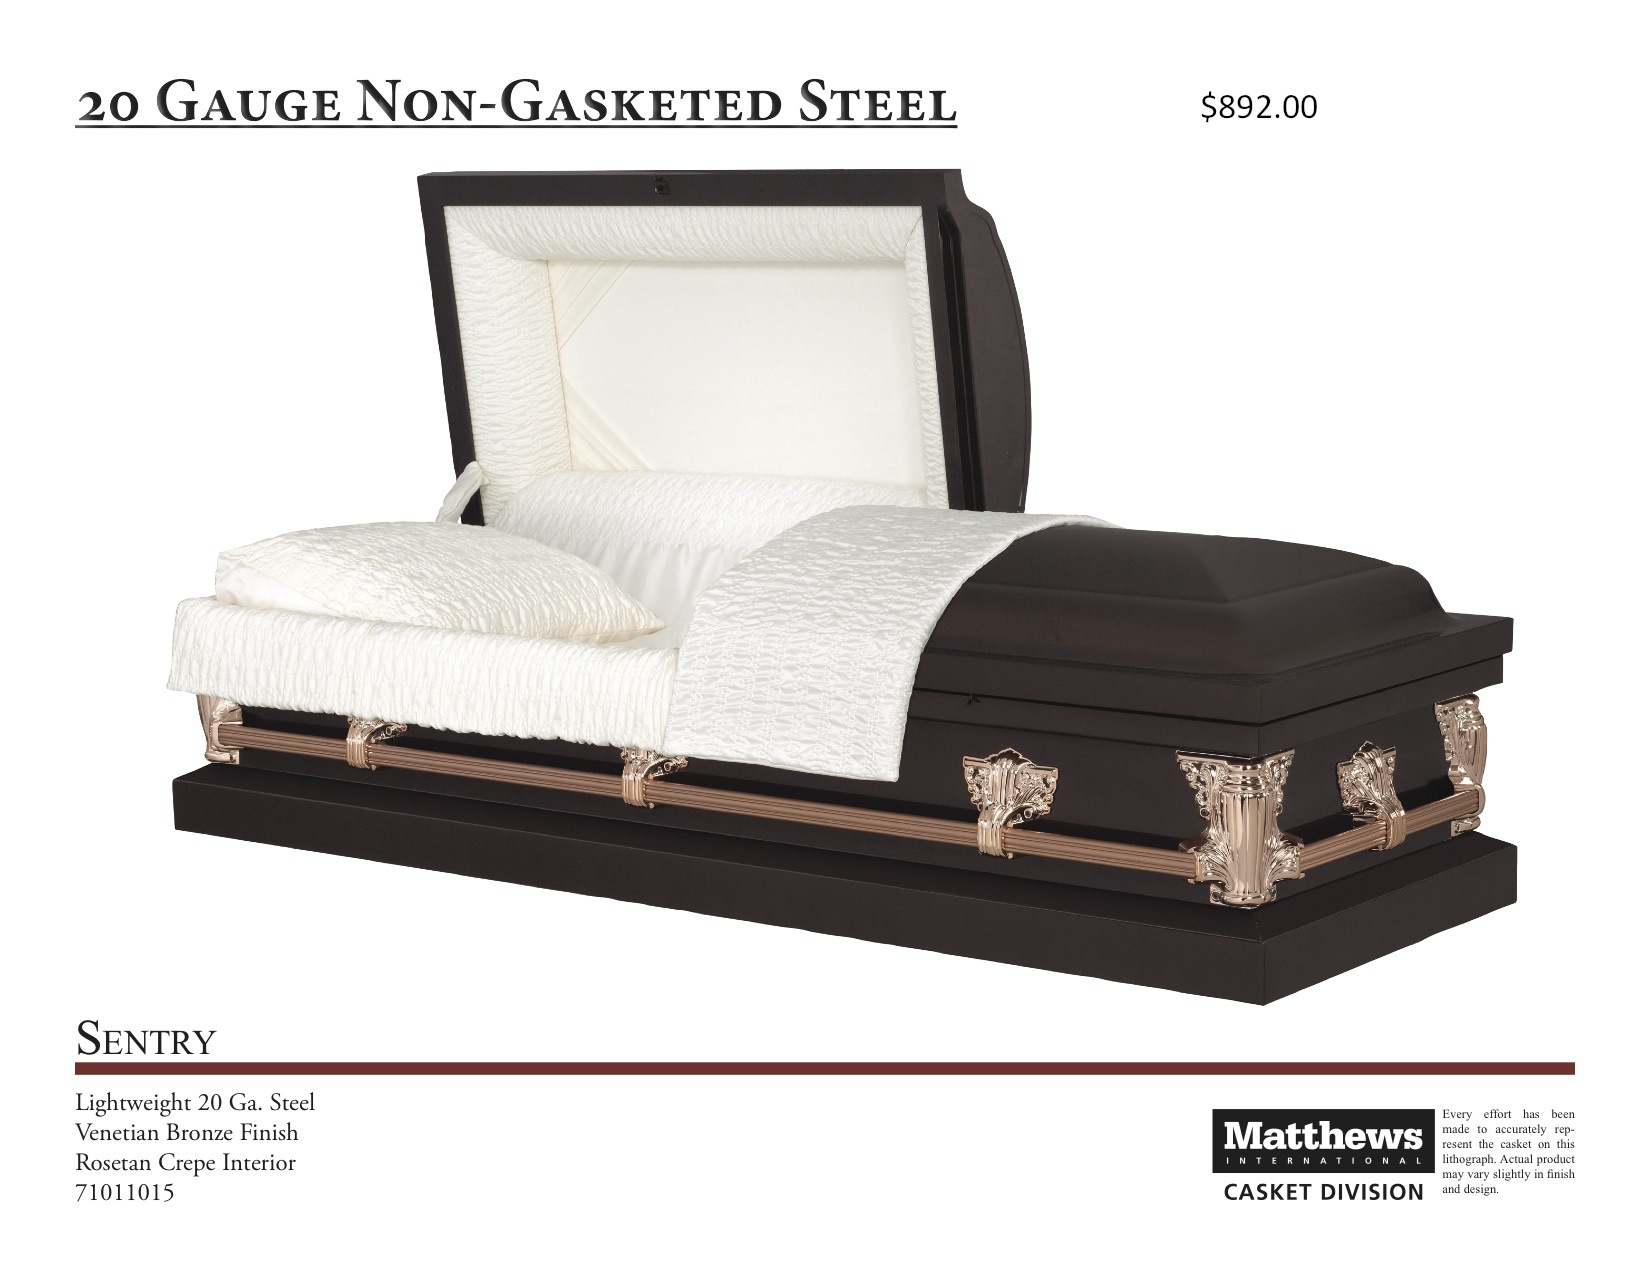 20 Gauge Non-Gasketed Steel
$892.00
Sentry
Lightweight 20 Ga. Steel
Venetian Bronze Finish
Rosetan Crepe Interior
71011015
Matthews
INTERNATIONAL
CASKET DIVISION
Every effort has been
made to accurately rep-
resent the casket on this
lithograph. Actual product
may vary slightly in finish
and design.